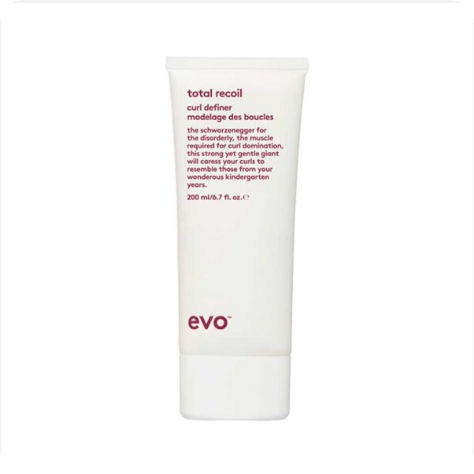 total recoil
curl definer
modelage des boucles
the schwarzenegger for
the disorderly, the muscle
required for curl domination,
this strong yet gentle giant
will caress your curls to
resemble those from your
wonderous kindergarten
years.
200 ml/6.7 fl. oz.℮
evo™